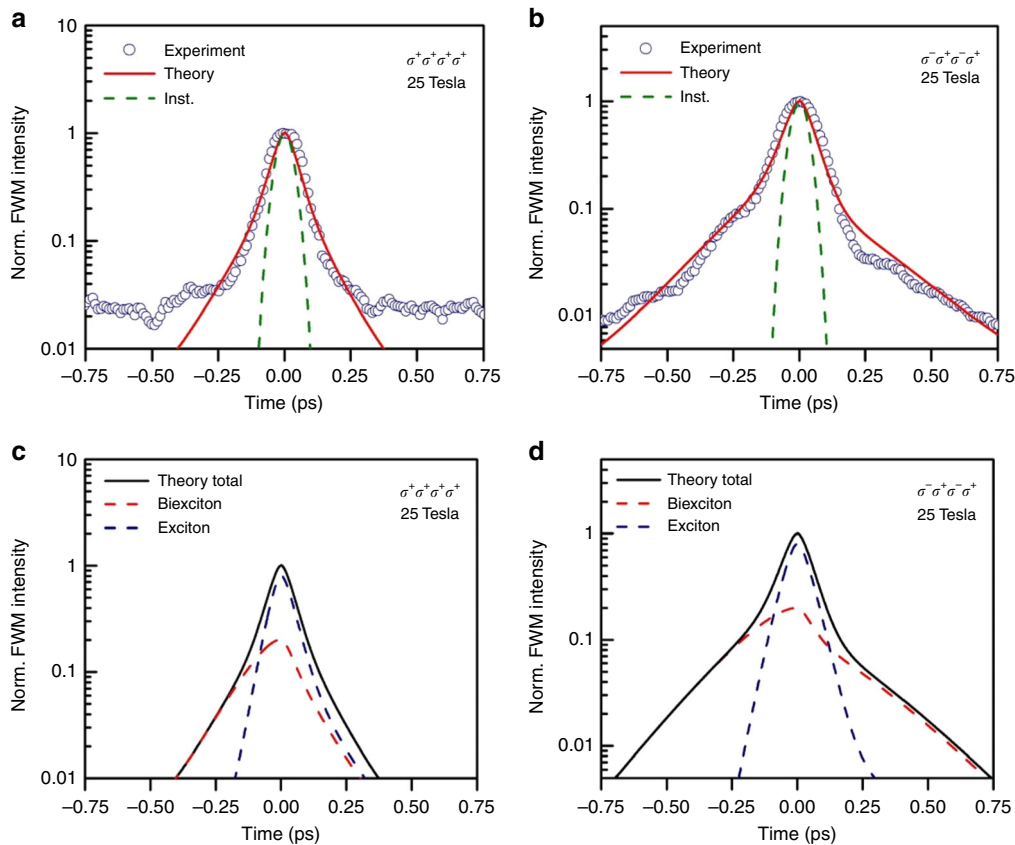 a
10
1
0.1
0.01
Norm. FWM intensity
Experiment
Theory
Inst.
σ⁺σ⁺σ⁺σ⁺
25 Tesla
−0.75 −0.50 −0.25 0.00 0.25 0.50 0.75
Time (ps)
b
1
0.1
0.01
Norm. FWM intensity
Experiment
Theory
Inst.
σ⁻σ⁺σ⁻σ⁺
25 Tesla
−0.75 −0.50 −0.25 0.00 0.25 0.50 0.75
Time (ps)
c
10
1
0.1
0.01
Norm. FWM intensity
Theory total
Biexciton
Exciton
σ⁺σ⁺σ⁺σ⁺
25 Tesla
−0.75 −0.50 −0.25 0.00 0.25 0.50 0.75
Time (ps)
d
1
0.1
0.01
Norm. FWM intensity
Theory total
Biexciton
Exciton
σ⁻σ⁺σ⁻σ⁺
25 Tesla
−0.75 −0.50 −0.25 0.00 0.25 0.50 0.75
Time (ps)